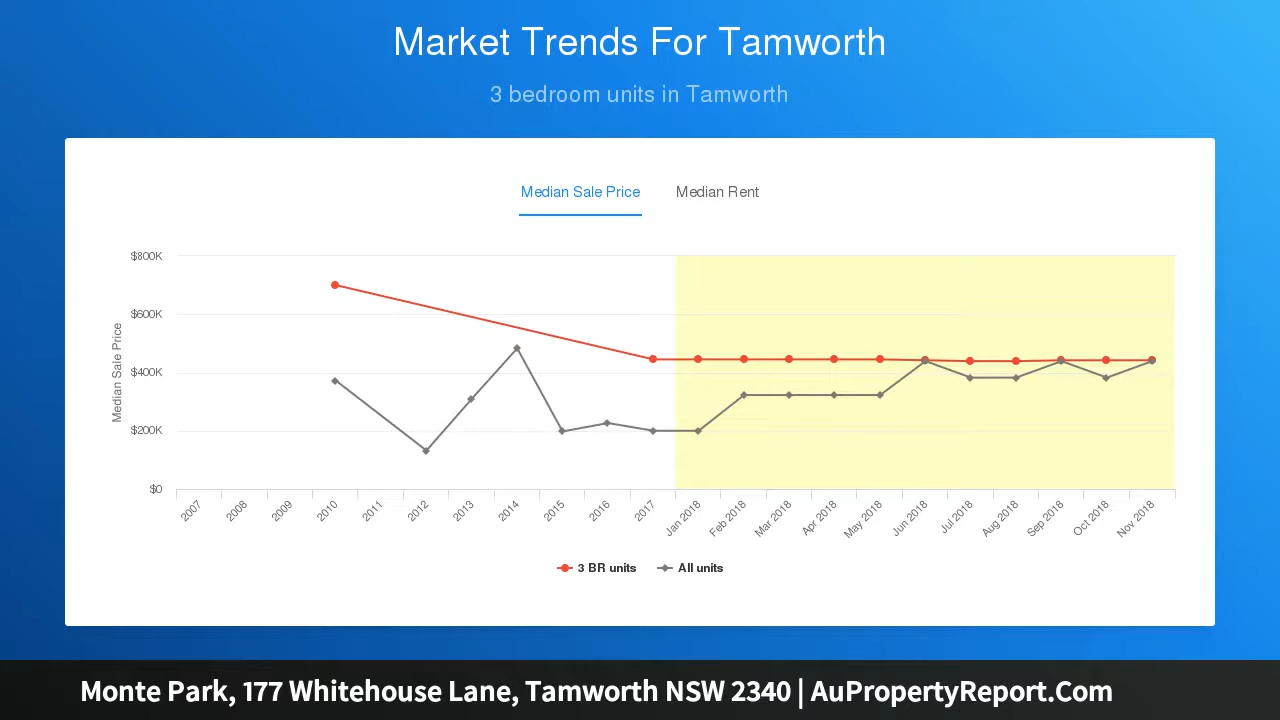 Market Trends For Tamworth
3 bedroom units in Tamworth
Median Sale Price
Median Rent
Median Sale Price
$800K
$600K
$400K
$200K
$0
2007
2008
2009
2010
2011
2012
2013
2014
2015
2016
2017
Jan 2018
Feb 2018
Mar 2018
Apr 2018
May 2018
Jun 2018
Jul 2018
Aug 2018
Sep 2018
Oct 2018
Nov 2018
3 BR units
All units
Monte Park, 177 Whitehouse Lane, Tamworth NSW 2340 | AuPropertyReport.Com